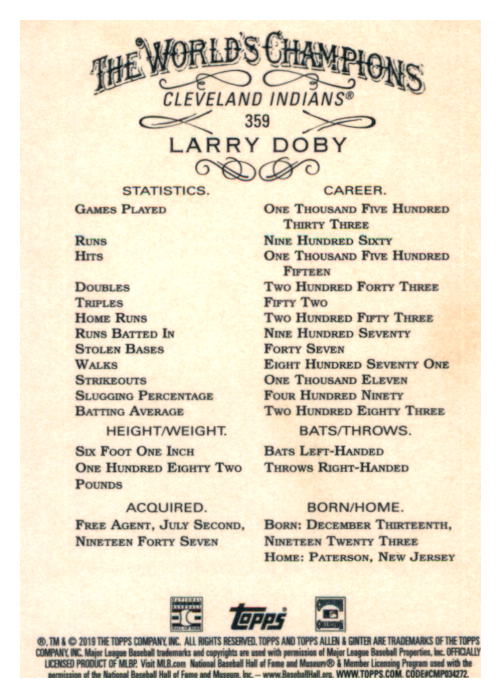 THE WORLD'S CHAMPIONS
CLEVELAND INDIANS®
359
LARRY DOBY
STATISTICS. CAREER.
GAMES PLAYED ONE THOUSAND FIVE HUNDRED
THIRTY THREE
RUNS NINE HUNDRED SIXTY
HITS ONE THOUSAND FIVE HUNDRED
FIFTEEN
DOUBLES TWO HUNDRED FORTY THREE
TRIPLES FIFTY TWO
HOME RUNS TWO HUNDRED FIFTY THREE
RUNS BATTED IN NINE HUNDRED SEVENTY
STOLEN BASES FORTY SEVEN
WALKS EIGHT HUNDRED SEVENTY ONE
STRIKEOUTS ONE THOUSAND ELEVEN
SLUGGING PERCENTAGE FOUR HUNDRED NINETY
BATTING AVERAGE TWO HUNDRED EIGHTY THREE
HEIGHT/WEIGHT. BATS/THROWS.
SIX FOOT ONE INCH BATS LEFT-HANDED
ONE HUNDRED EIGHTY TWO THROWS RIGHT-HANDED
POUNDS
ACQUIRED. BORN/HOME.
FREE AGENT, JULY SECOND, BORN: DECEMBER THIRTEENTH,
NINETEEN FORTY SEVEN NINETEEN TWENTY THREE
HOME: PATERSON, NEW JERSEY
NATIONAL BASEBALL topps
®, TM & © 2019 THE TOPPS COMPANY, INC. ALL RIGHTS RESERVED. TOPPS AND TOPPS ALLEN & GINTER ARE TRADEMARKS OF THE TOPPS
COMPANY, INC. Major League Baseball trademarks and copyrights are used with permission of Major League Baseball Properties, Inc. OFFICIALLY
LICENSED PRODUCT OF MLBP. Visit MLB.com National Baseball Hall of Fame and Museum® & Member Licensing Program used with the
permission of the National Baseball Hall of Fame and Museum, Inc. – www.BaseballHall.org. WWW.TOPPS.COM. CODE#CMP034272.